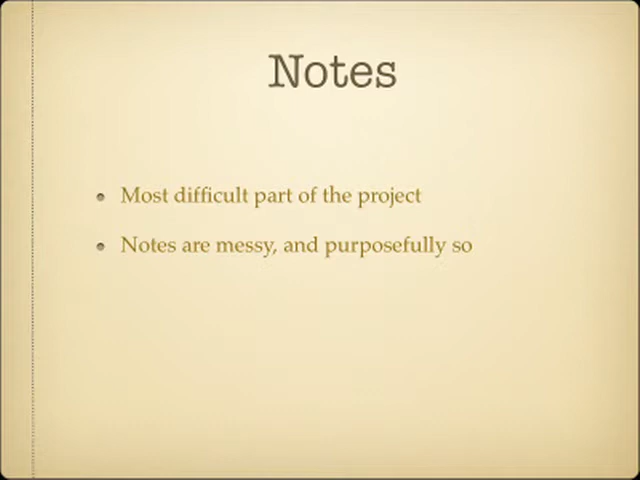 Notes
Most difficult part of the project
Notes are messy, and purposefully so